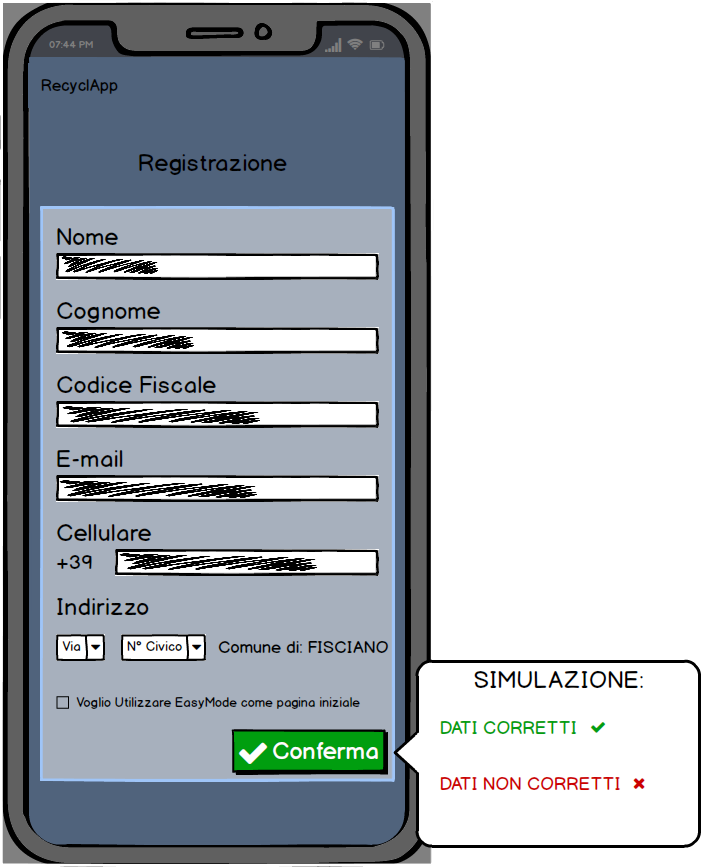 07:44 PM
RecyclApp
Registrazione
Nome
Cognome
Codice Fiscale
E-mail
Cellulare
+39
Indirizzo
Via N° Civico Comune di: FISCIANO
Voglio Utilizzare EasyMode come pagina iniziale
Conferma
SIMULAZIONE:
DATI CORRETTI
DATI NON CORRETTI